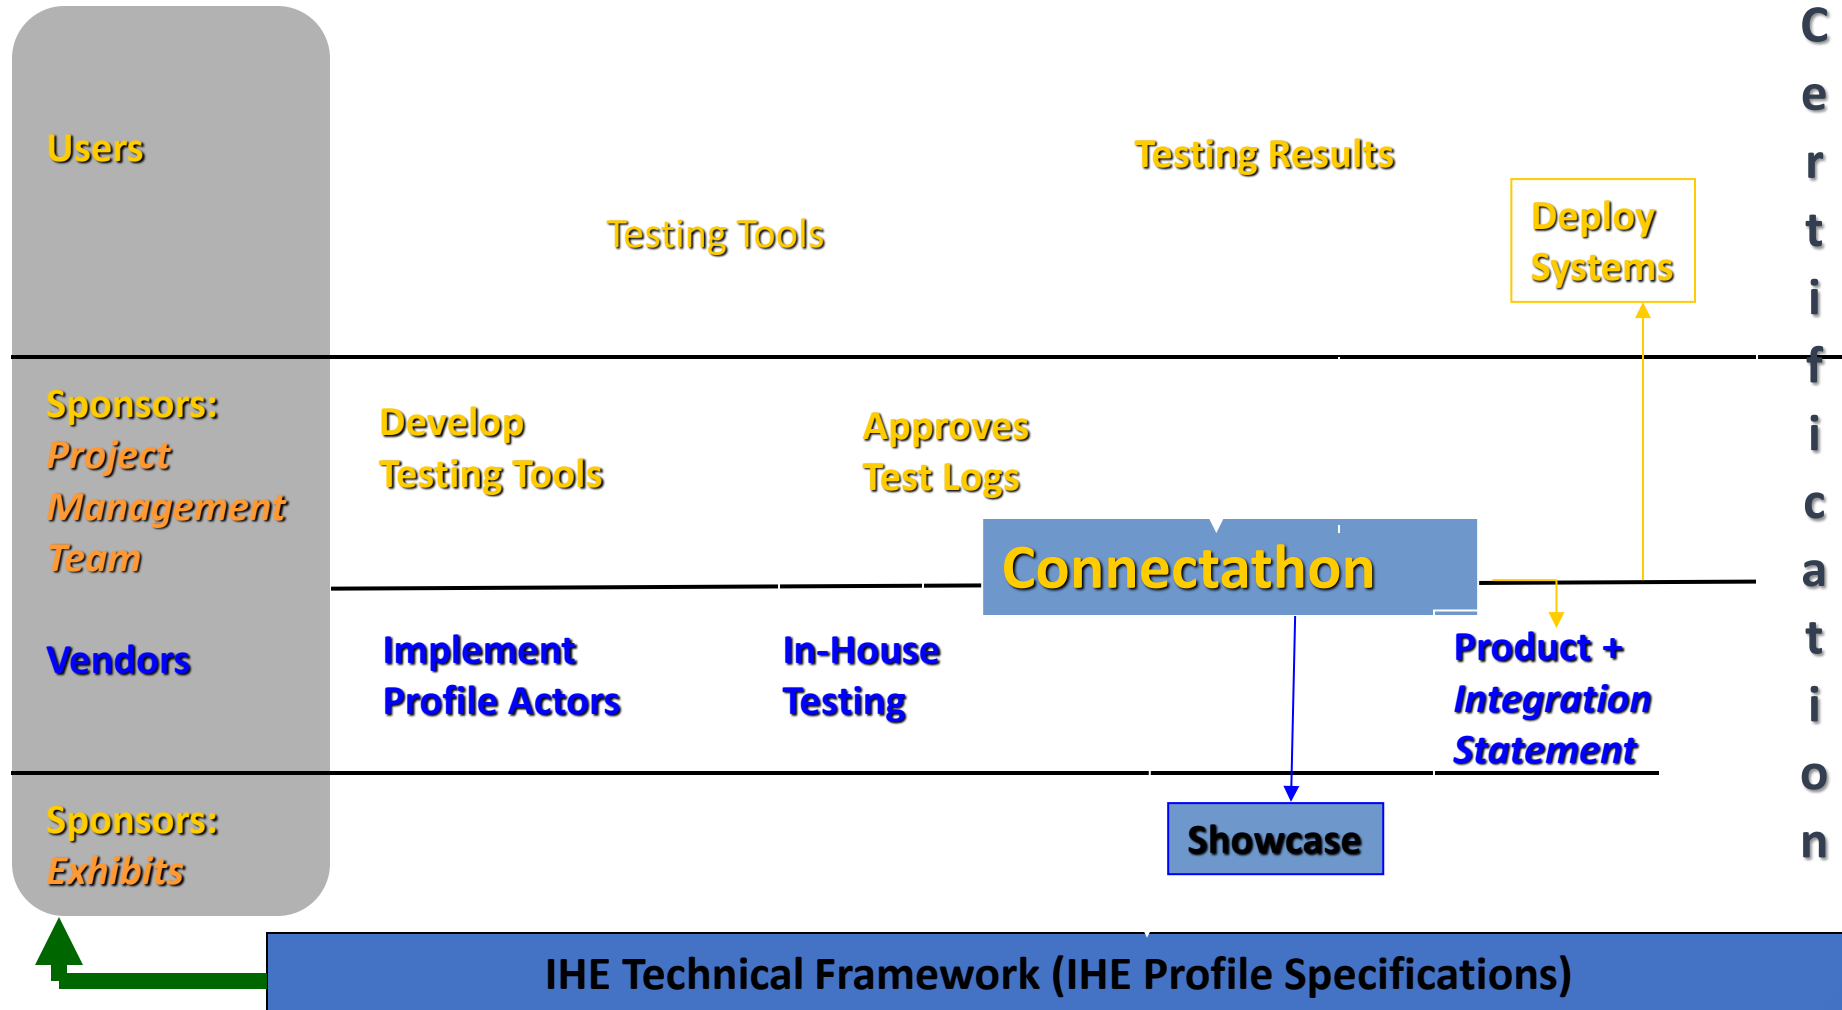 Users
Testing Results
Testing Tools
Deploy
Systems
Sponsors:
Project
Management
Team
Develop
Testing Tools
Approves
Test Logs
Connectathon
Vendors
Implement
Profile Actors
In-House
Testing
Product +
Integration
Statement
Sponsors:
Exhibits
Showcase
IHE Technical Framework (IHE Profile Specifications)
Certification